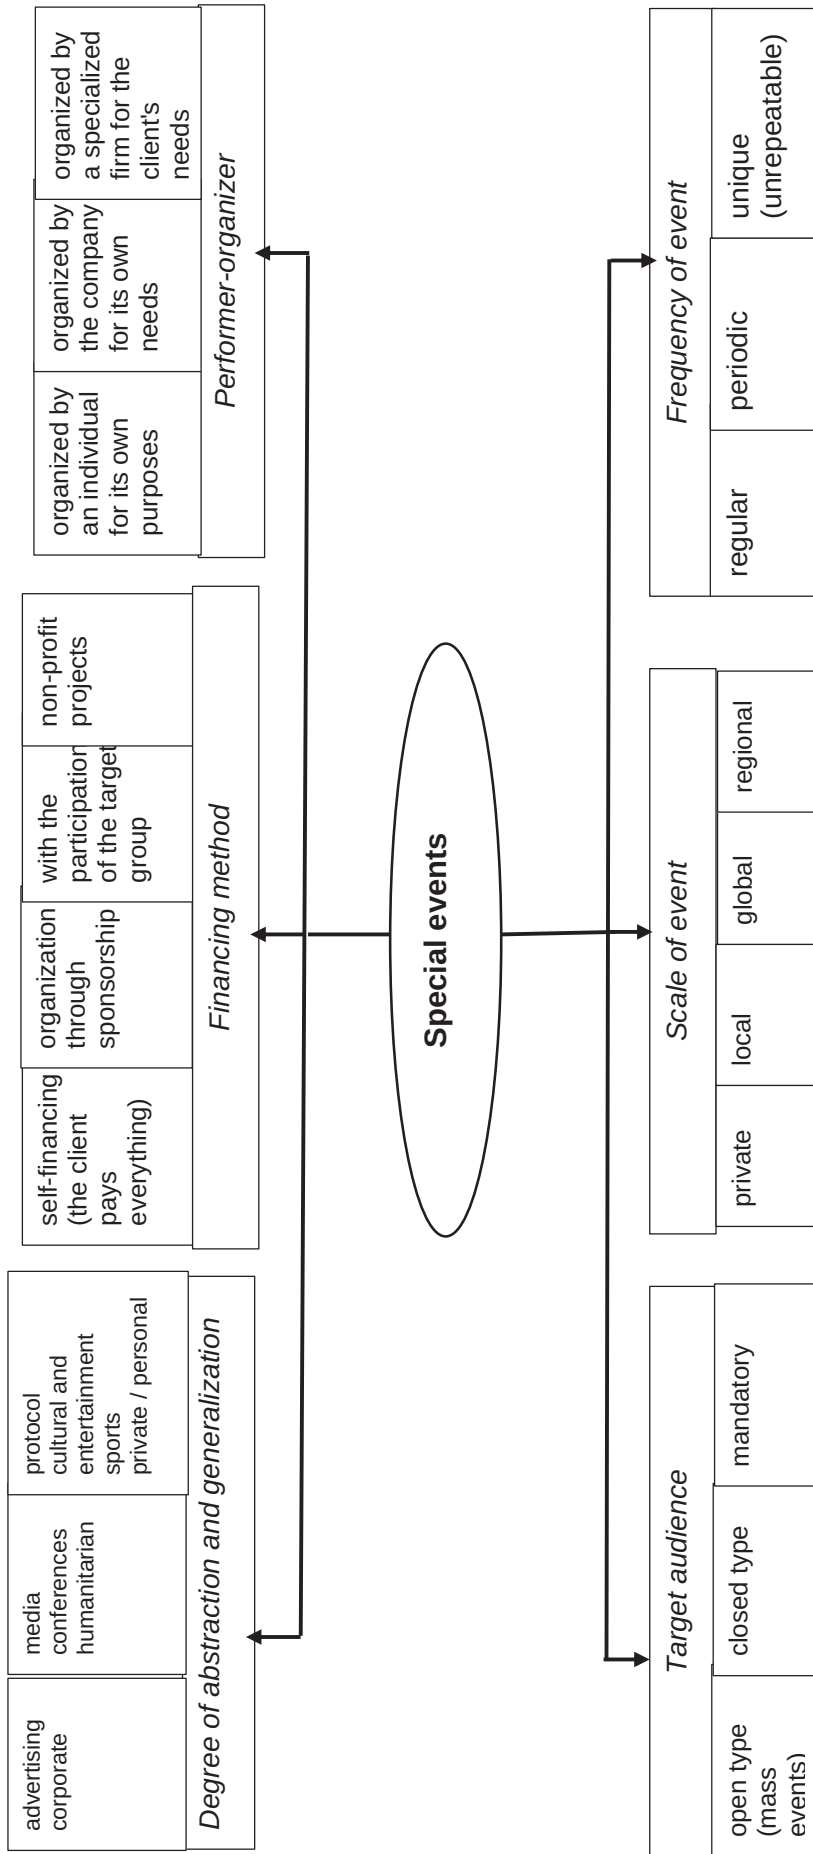 advertising
corporate
media
conferences
humanitarian
protocol
cultural and
entertainment
sports
private / personal
Degree of abstraction and generalization
self-financing
(the client
pays
everything)
organization
through
sponsorship
with the
participation
of the target
group
non-profit
projects
Financing method
organized by
an individual
for its own
purposes
organized by
the company
for its own
needs
organized by
a specialized
firm for the
client's
needs
Performer-organizer
Special events
Target audience
open type
(mass
events)
closed type
mandatory
Scale of event
private
local
global
regional
Frequency of event
regular
periodic
unique
(unrepeatable)